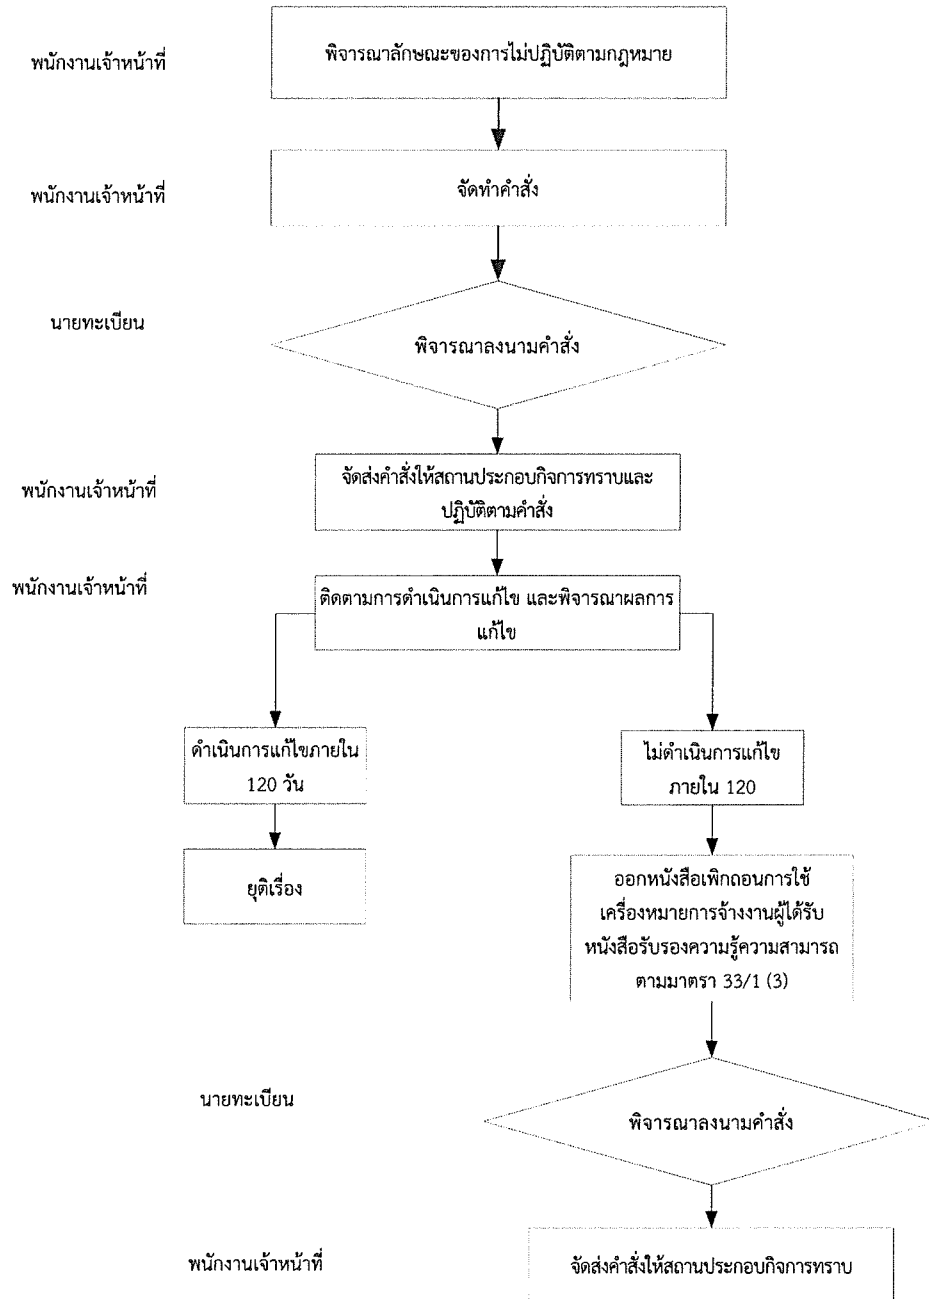 พนักงานเจ้าหน้าที่
พิจารณาลักษณะของการไม่ปฏิบัติตามกฎหมาย
พนักงานเจ้าหน้าที่
จัดทำคำสั่ง
นายทะเบียน
พิจารณาลงนามคำสั่ง
พนักงานเจ้าหน้าที่
จัดส่งคำสั่งให้สถานประกอบกิจการทราบและ
ปฏิบัติตามคำสั่ง
พนักงานเจ้าหน้าที่
ติดตามการดำเนินการแก้ไข และพิจารณาผลการ
แก้ไข
ดำเนินการแก้ไขภายใน
120 วัน
ยุติเรื่อง
ไม่ดำเนินการแก้ไข
ภายใน 120
ออกหนังสือเพิกถอนการใช้
เครื่องหมายการจ้างงานผู้ได้รับ
หนังสือรับรองความรู้ความสามารถ
ตามมาตรา 33/1 (3)
นายทะเบียน
พิจารณาลงนามคำสั่ง
พนักงานเจ้าหน้าที่
จัดส่งคำสั่งให้สถานประกอบกิจการทราบ